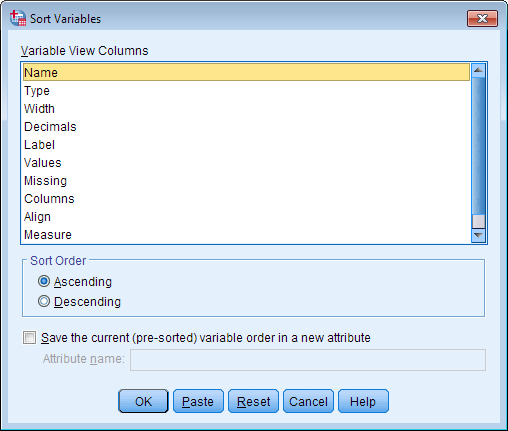 Sort Variables
Variable View Columns
Name
Type
Width
Decimals
Label
Values
Missing
Columns
Align
Measure
Sort Order
Ascending
Descending
Save the current (pre-sorted) variable order in a new attribute
Attribute name:
OK Paste Reset Cancel Help